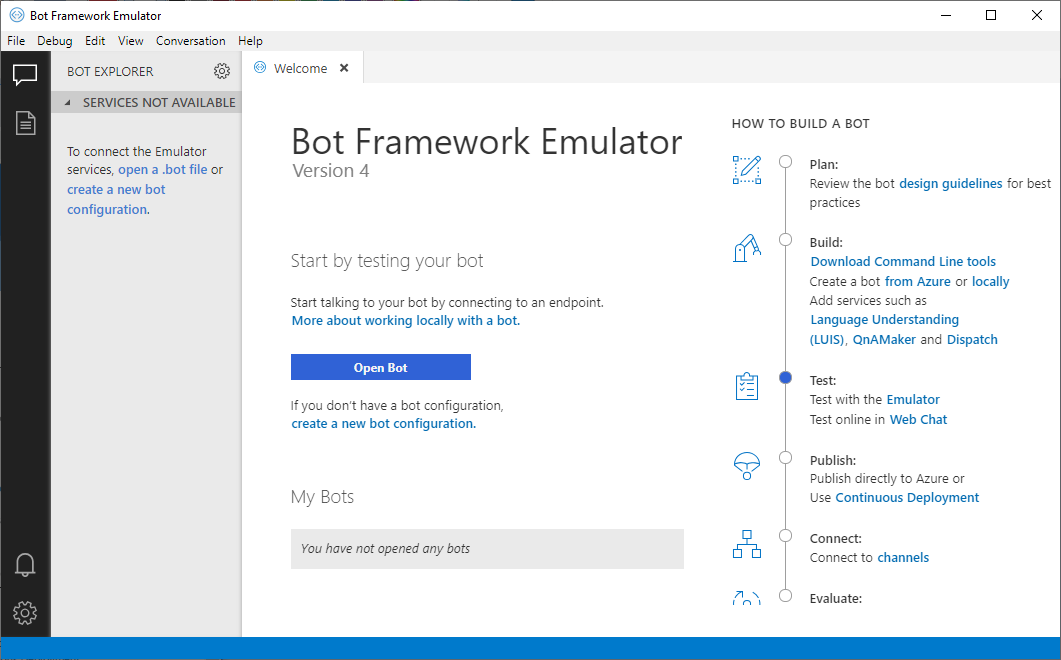 Bot Framework Emulator
File Debug Edit View Conversation Help
BOT EXPLORER
SERVICES NOT AVAILABLE
To connect the Emulator
services, open a .bot file or
create a new bot
configuration.
Welcome
Bot Framework Emulator
Version 4
Start by testing your bot
Start talking to your bot by connecting to an endpoint.
More about working locally with a bot.
Open Bot
If you don't have a bot configuration,
create a new bot configuration.
My Bots
You have not opened any bots
HOW TO BUILD A BOT
Plan:
Review the bot design guidelines for best
practices
Build:
Download Command Line tools
Create a bot from Azure or locally
Add services such as
Language Understanding
(LUIS), QnAMaker and Dispatch
Test:
Test with the Emulator
Test online in Web Chat
Publish:
Publish directly to Azure or
Use Continuous Deployment
Connect:
Connect to channels
Evaluate: